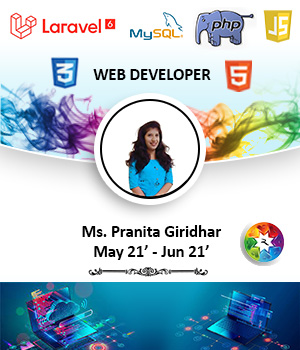 Laravel 6
MySQL
php
JS
3
WEB DEVELOPER
5
Ms. Pranita Giridhar
May 21’ - Jun 21’